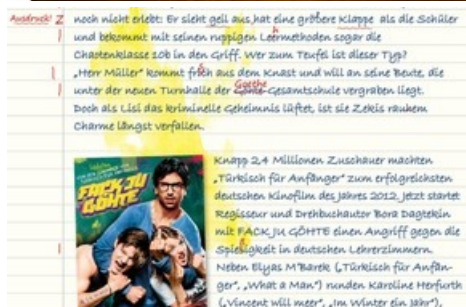 Ausdruck! Z noch nicht erlebt: Er sieht geil aus, hat eine größere Klappe als die Schüler
und bekommt mit seinen ruppigen Leermethoden sogar die
h
Chaotenklasse 10b in den Griff. Wer zum Teufel ist dieser Typ?
„Herr Müller" kommt frich aus dem Knast und will an seine Beute, die
s
Goethe
unter der neuen Turnhalle der Gönte-Gesamtschule vergraben liegt.
Doch als Lisi das kriminelle Geheimnis lüftet, ist sie Zekis rauhem
Charme längst verfallen.
FACK JU
GÖHTE
Knapp 2,4 Millionen Zuschauer machten
„Türkisch für Anfänger" zum erfolgreichsten
deutschen Kinofilm des Jahres 2012. Jetzt startet
Regisseur und Drehbuchautor Bora Dagtekin
mit FACK JU GÖHTE einen Angriff gegen die
Spießigkeit in deutschen Lehrerzimmern.
Neben Elyas M'Barek („Türkisch für Anfän-
ger", „What a Man") runden Karoline Herfurth
(„Vincent will meer", „Im Winter ein Jahr"),